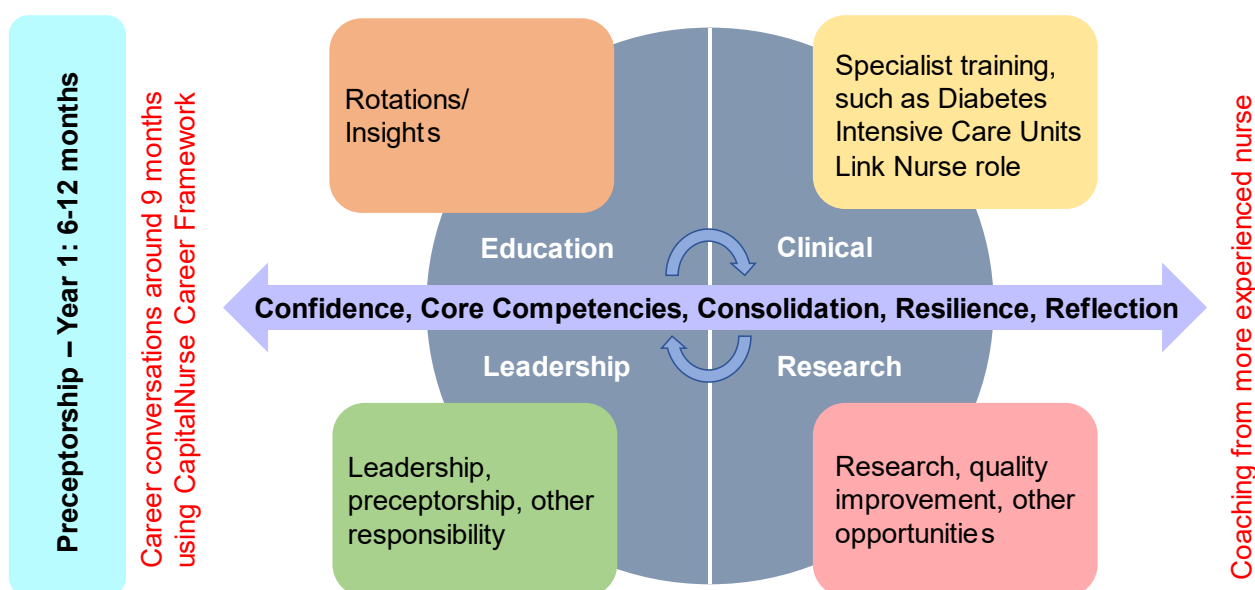 Preceptorship – Year 1: 6-12 months
Career conversations around 9 months
using CapitalNurse Career Framework
Rotations/
Insights
Specialist training,
such as Diabetes
Intensive Care Units
Link Nurse role
Education
Clinical
Confidence, Core Competencies, Consolidation, Resilience, Reflection
Leadership
Research
Leadership,
preceptorship, other
responsibility
Research, quality
improvement, other
opportunities
Coaching from more experienced nurse